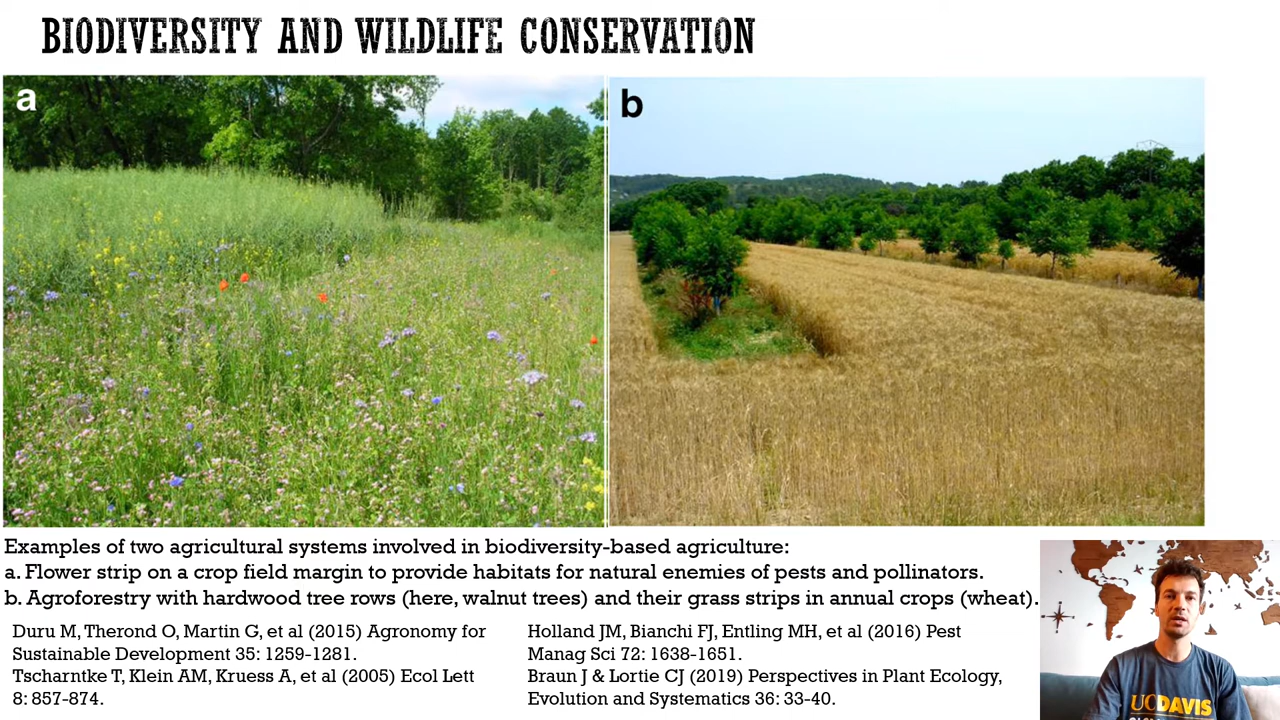 BIODIVERSITY AND WILDLIFE CONSERVATION
a
b
Examples of two agricultural systems involved in biodiversity-based agriculture:
a. Flower strip on a crop field margin to provide habitats for natural enemies of pests and pollinators.
b. Agroforestry with hardwood tree rows (here, walnut trees) and their grass strips in annual crops (wheat).
Duru M, Therond O, Martin G, et al (2015) Agronomy for
Sustainable Development 35: 1259-1281.
Tscharntke T, Klein AM, Kruess A, et al (2005) Ecol Lett
8: 857-874.
Holland JM, Bianchi FJ, Entling MH, et al (2016) Pest
Manag Sci 72: 1638-1651.
Braun J & Lortie CJ (2019) Perspectives in Plant Ecology,
Evolution and Systematics 36: 33-40.
UC DAVIS